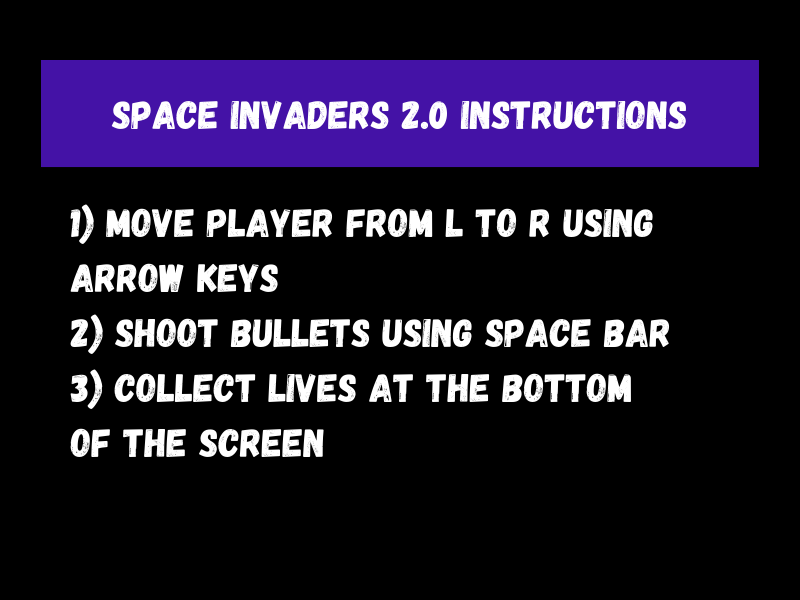 SPACE INVADERS 2.0 INSTRUCTIONS
1) MOVE PLAYER FROM L TO R USING
ARROW KEYS
2) SHOOT BULLETS USING SPACE BAR
3) COLLECT LIVES AT THE BOTTOM
OF THE SCREEN